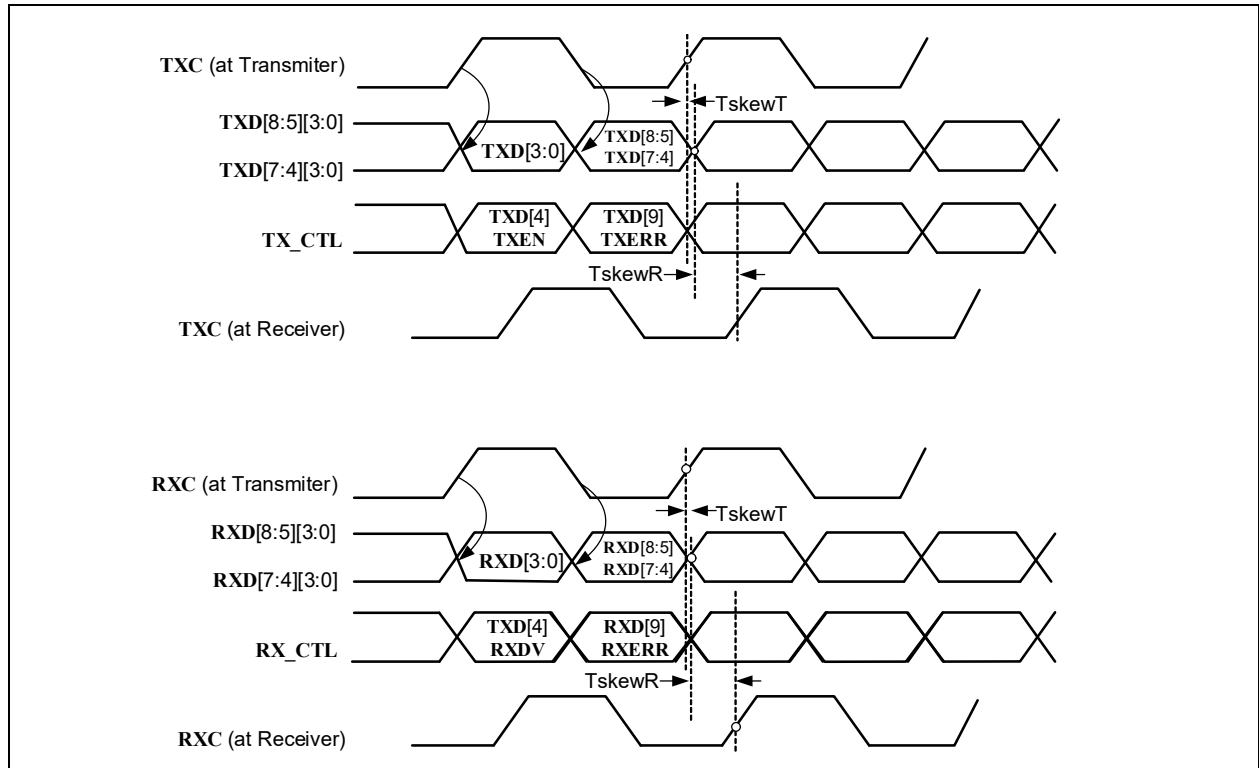 TXC (at Transmiter)
TskewT
TXD[8:5][3:0]
TXD[3:0]
TXD[8:5]
TXD[7:4]
TXD[7:4][3:0]
TX_CTL
TXD[4]
TXEN
TXD[9]
TXERR
TskewR
TXC (at Receiver)
RXC (at Transmiter)
TskewT
RXD[8:5][3:0]
RXD[3:0]
RXD[8:5]
RXD[7:4]
RXD[7:4][3:0]
RX_CTL
TXD[4]
RXDV
RXD[9]
RXERR
TskewR
RXC (at Receiver)